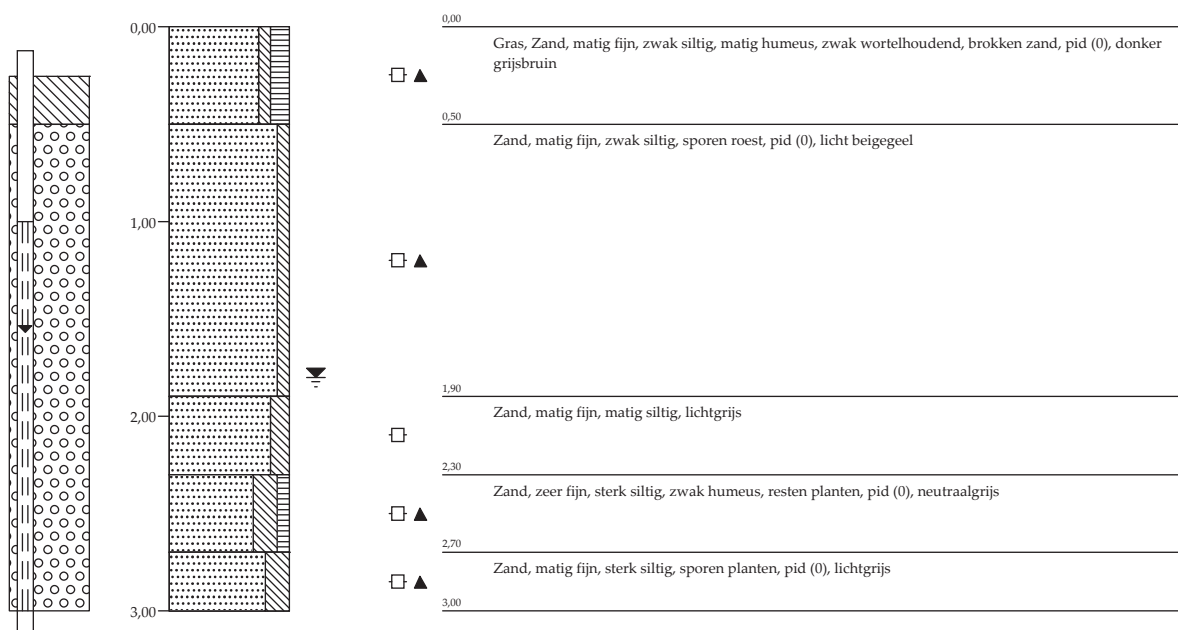 0,00
0,00
Gras, Zand, matig fijn, zwak siltig, matig humeus, zwak wortelhoudend, brokken zand, pid (0), donker
grijsbruin
0,50
Zand, matig fijn, zwak siltig, sporen roest, pid (0), licht beigegeel
1,00
1,90
Zand, matig fijn, matig siltig, lichtgrijs
2,00
2,30
Zand, zeer fijn, sterk siltig, zwak humeus, resten planten, pid (0), neutraalgrijs
2,70
Zand, matig fijn, sterk siltig, sporen planten, pid (0), lichtgrijs
3,00
3,00